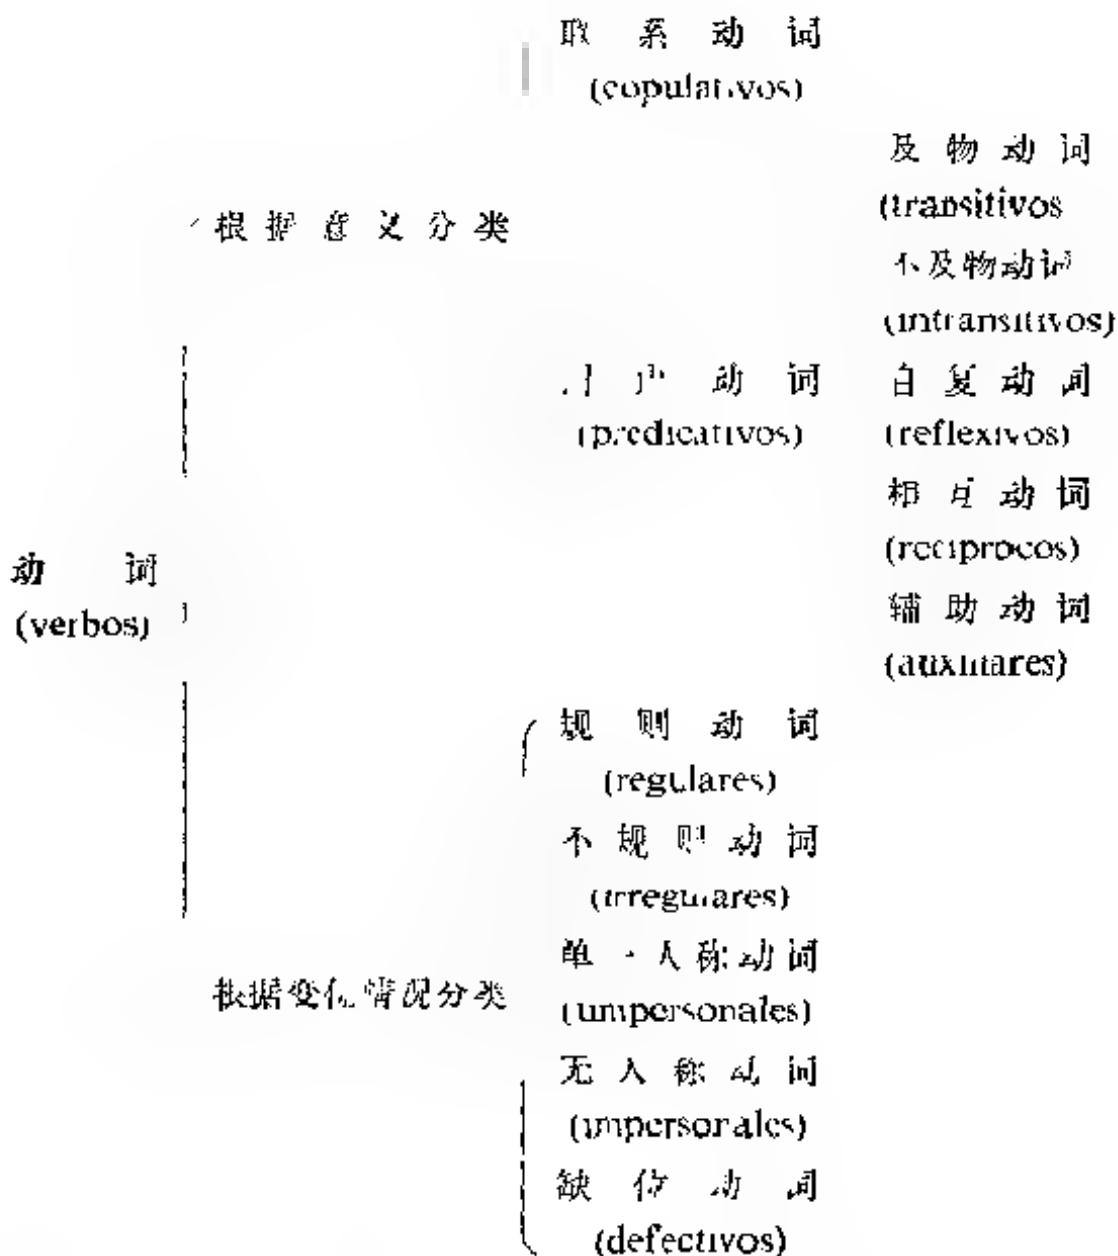 联系动词
(copulativos)
及物动词
(transitivos
根据意义分类
不及物动词
(intransitivos)
动词
自复动词
(predicativos)
(reflexivos)
相互动词
(recíprocos)
动词
(verbos)
辅助动词
(auxiliares)
规则动词
(regulares)
不规则动词
(irregulares)
单一人称动词
(unipersonales)
根据变化情况分类
无人称动词
(impersonales)
缺位动词
(defectivos)